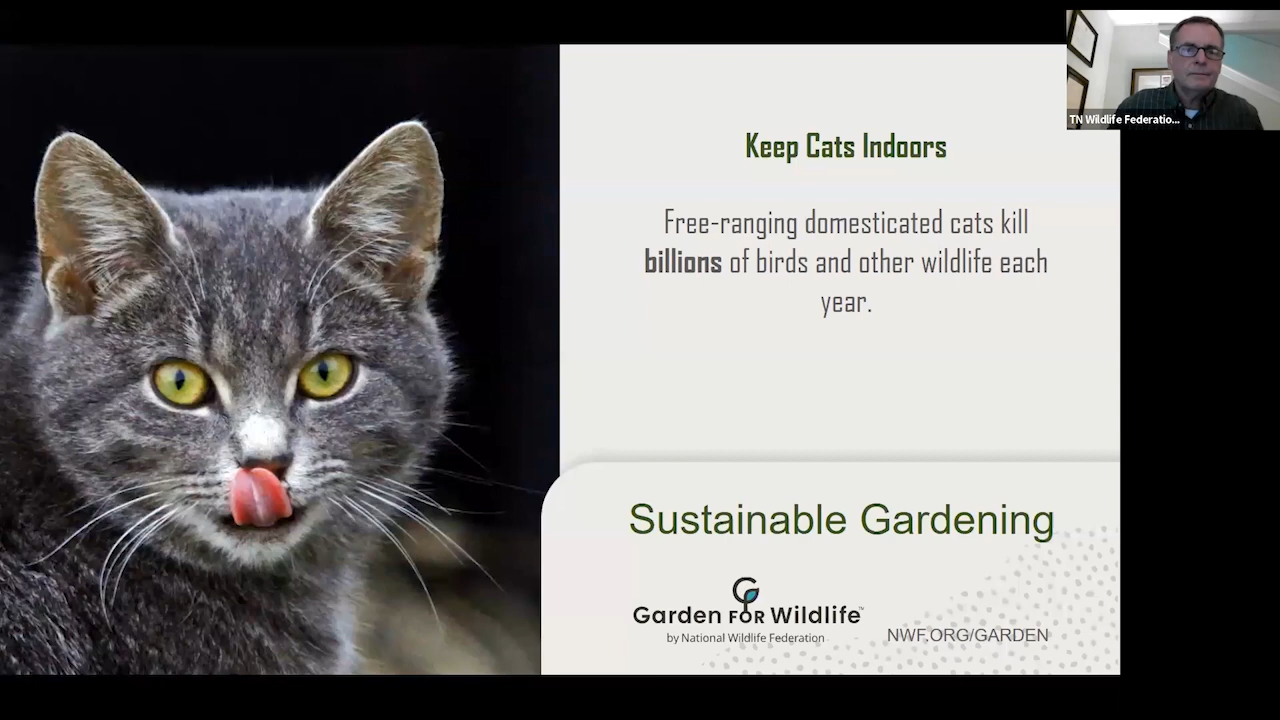 TN Wildlife Federatio...
Keep Cats Indoors
Free-ranging domesticated cats kill
billions of birds and other wildlife each
year.
Sustainable Gardening
Garden FOR Wildlife™
by National Wildlife Federation
NWF.ORG/GARDEN